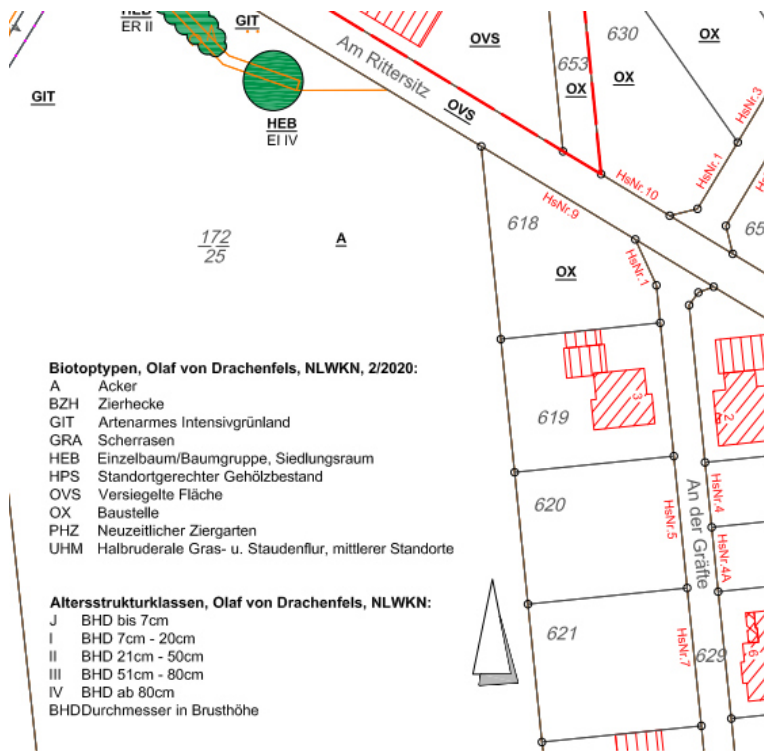 HEB
ER II
GIT
GIT
HEB
EI IV
Am Rittersitz
OVS
OVS
653
OX
630
OX
OX
HsNr.3
HsNr.1
HsNr.10
HsNr.9
618
OX
HsNr.1
172
25
A
Biotoptypen, Olaf von Drachenfels, NLWKN, 2/2020:
A Acker
BZH Zierhecke
GIT Artenarmes Intensivgrünland
GRA Scherrasen
HEB Einzelbaum/Baumgruppe, Siedlungsraum
HPS Standortgerechter Gehölzbestand
OVS Versiegelte Fläche
OX Baustelle
PHZ Neuzeitlicher Ziergarten
UHM Halbruderale Gras- u. Staudenflur, mittlerer Standorte
619
3
2
620
HsNr.5
An der Gräfte
HsNr.4
HsNr.4A
621
HsNr.7
629
6
Altersstrukturklassen, Olaf von Drachenfels, NLWKN:
J BHD bis 7cm
I BHD 7cm - 20cm
II BHD 21cm - 50cm
III BHD 51cm - 80cm
IV BHD ab 80cm
BHDDurchmesser in Brusthöhe